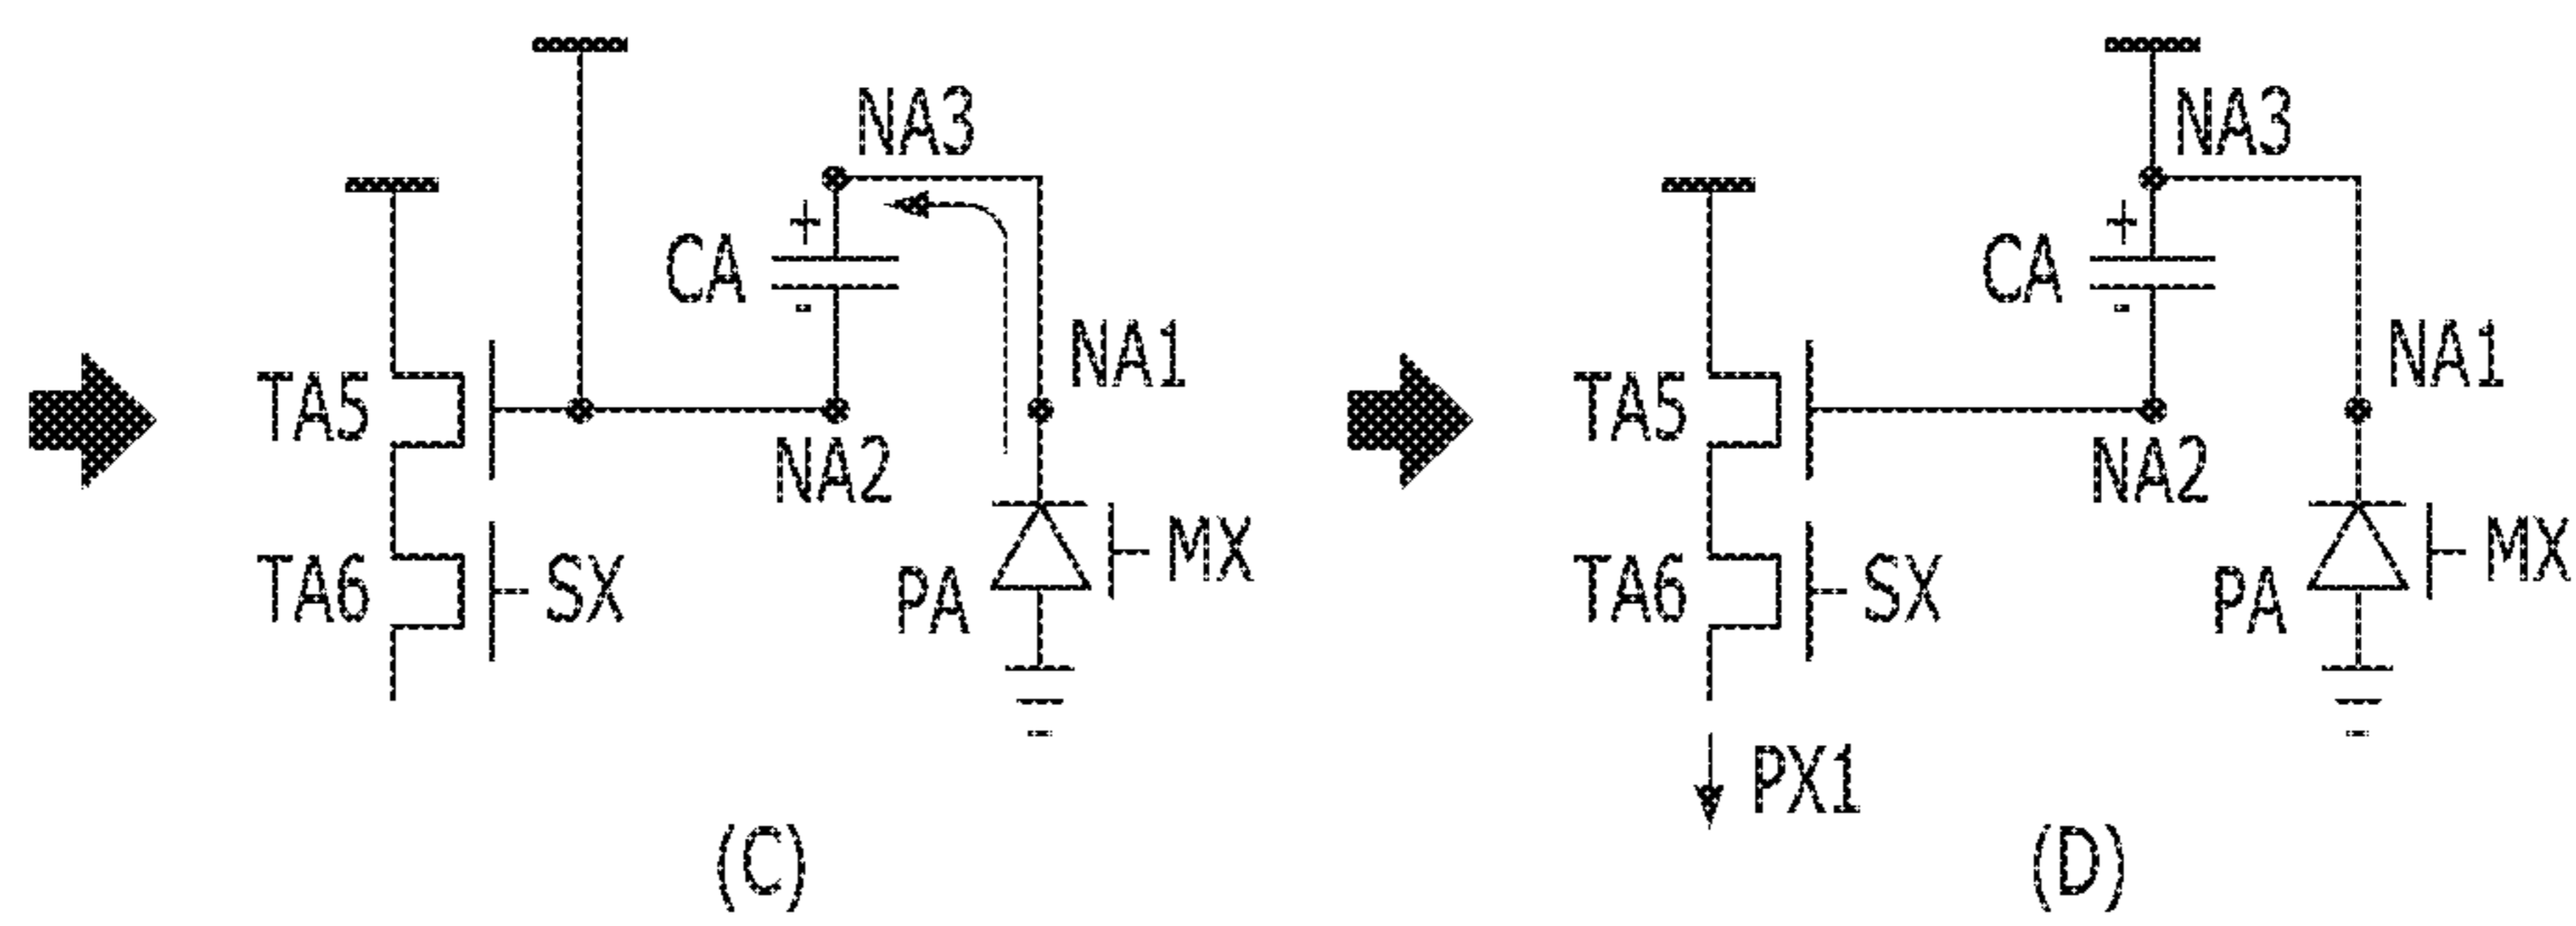 NA3
+
CA
-
NA1
TA5
NA2
TA6
SX
PA
MX
(C)
NA3
+
CA
-
NA1
TA5
NA2
TA6
SX
PA
MX
PX1
(D)